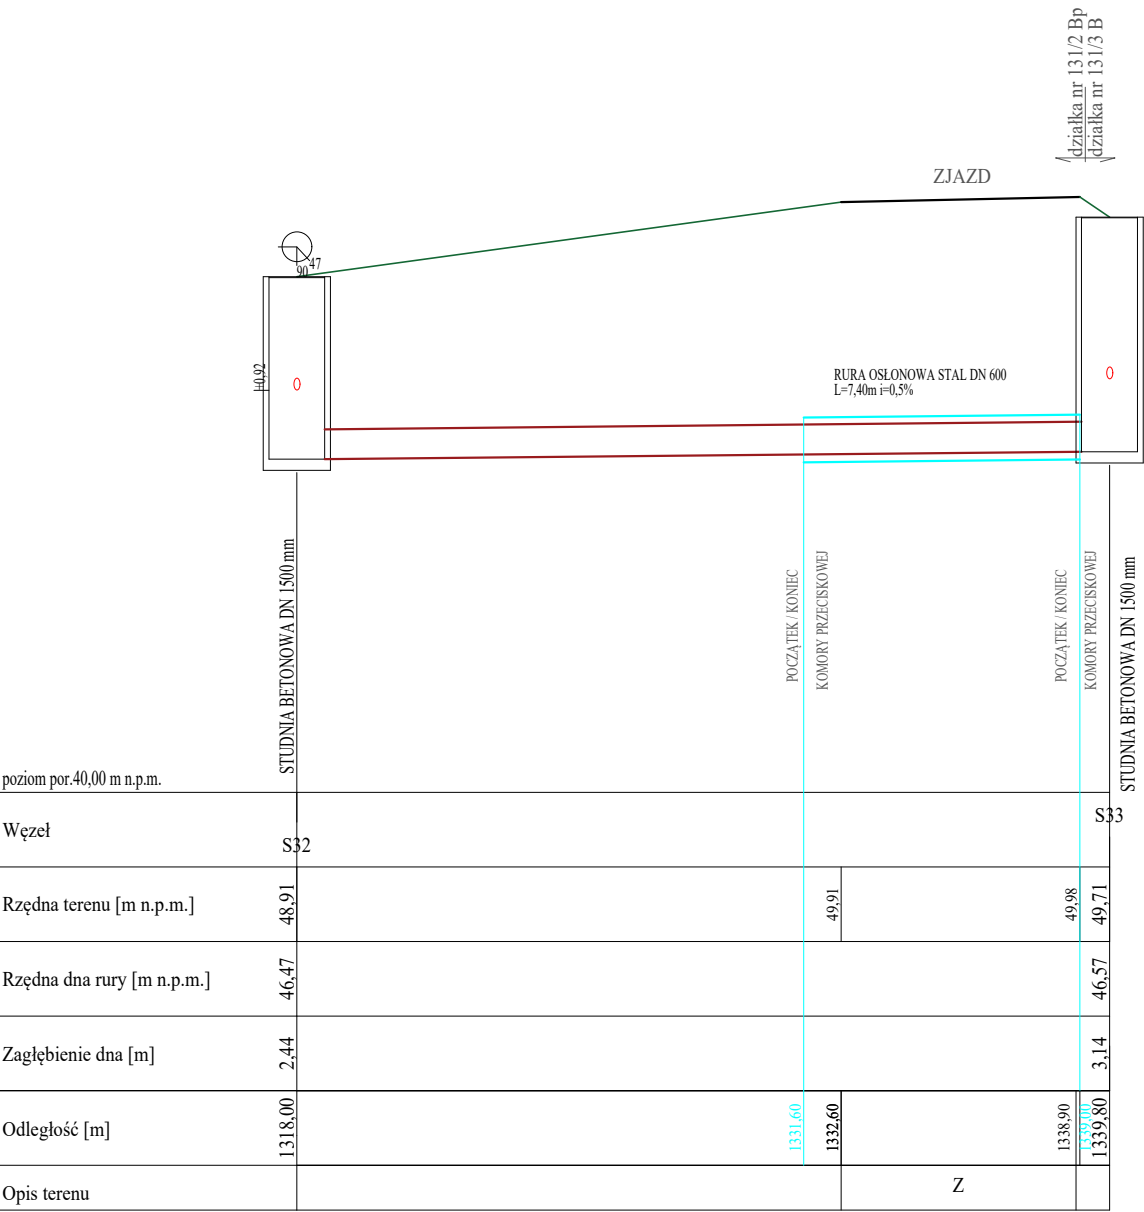 działka nr 131/2 Bp
działka nr 131/3 B
ZJAZD
47
90
i=0,92
RURA OSŁONOWA STAL DN 600
L=7,40m i=0,5%
STUDNIA BETONOWA DN 1500 mm
POCZĄTEK / KONIEC
KOMORY PRZECISKOWEJ
POCZĄTEK / KONIEC
KOMORY PRZECISKOWEJ
STUDNIA BETONOWA DN 1500 mm
poziom por.40,00 m n.p.m.
Węzeł
S32
S33
Rzędna terenu [m n.p.m.]
48,91
49,91
49,98
49,71
Rzędna dna rury [m n.p.m.]
46,47
46,57
Zagłębienie dna [m]
2,44
3,14
Odległość [m]
1318,00
1331,60
1332,60
1338,90
1339,00
1339,80
Opis terenu
Z